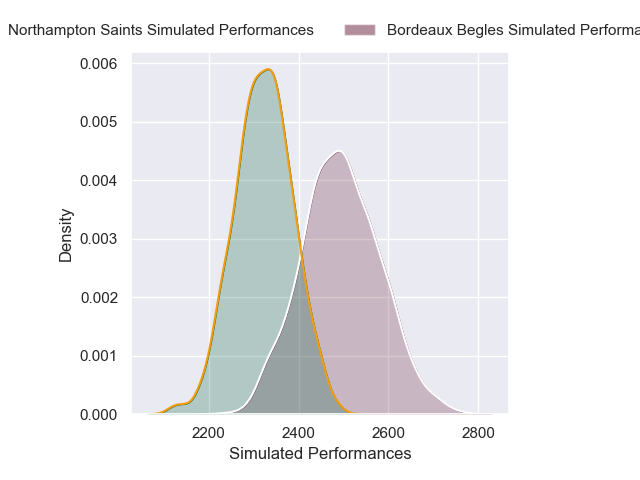 Northampton Saints Simulated Performances Bordeaux Begles Simulated Performa
0.006
0.005
0.004
0.003
0.002
0.001
0.000
Density
2200 2400 2600 2800
Simulated Performances